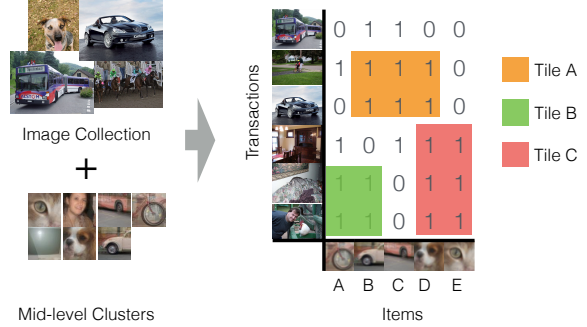 Image Collection
+
Mid-level Clusters
Transactions
0 1 1 0 0
1 1 1 1 0
0 1 1 1 0
1 0 1 1 1
1 1 0 1 1
1 1 0 1 1
A B C D E
Items
Tile A
Tile B
Tile C